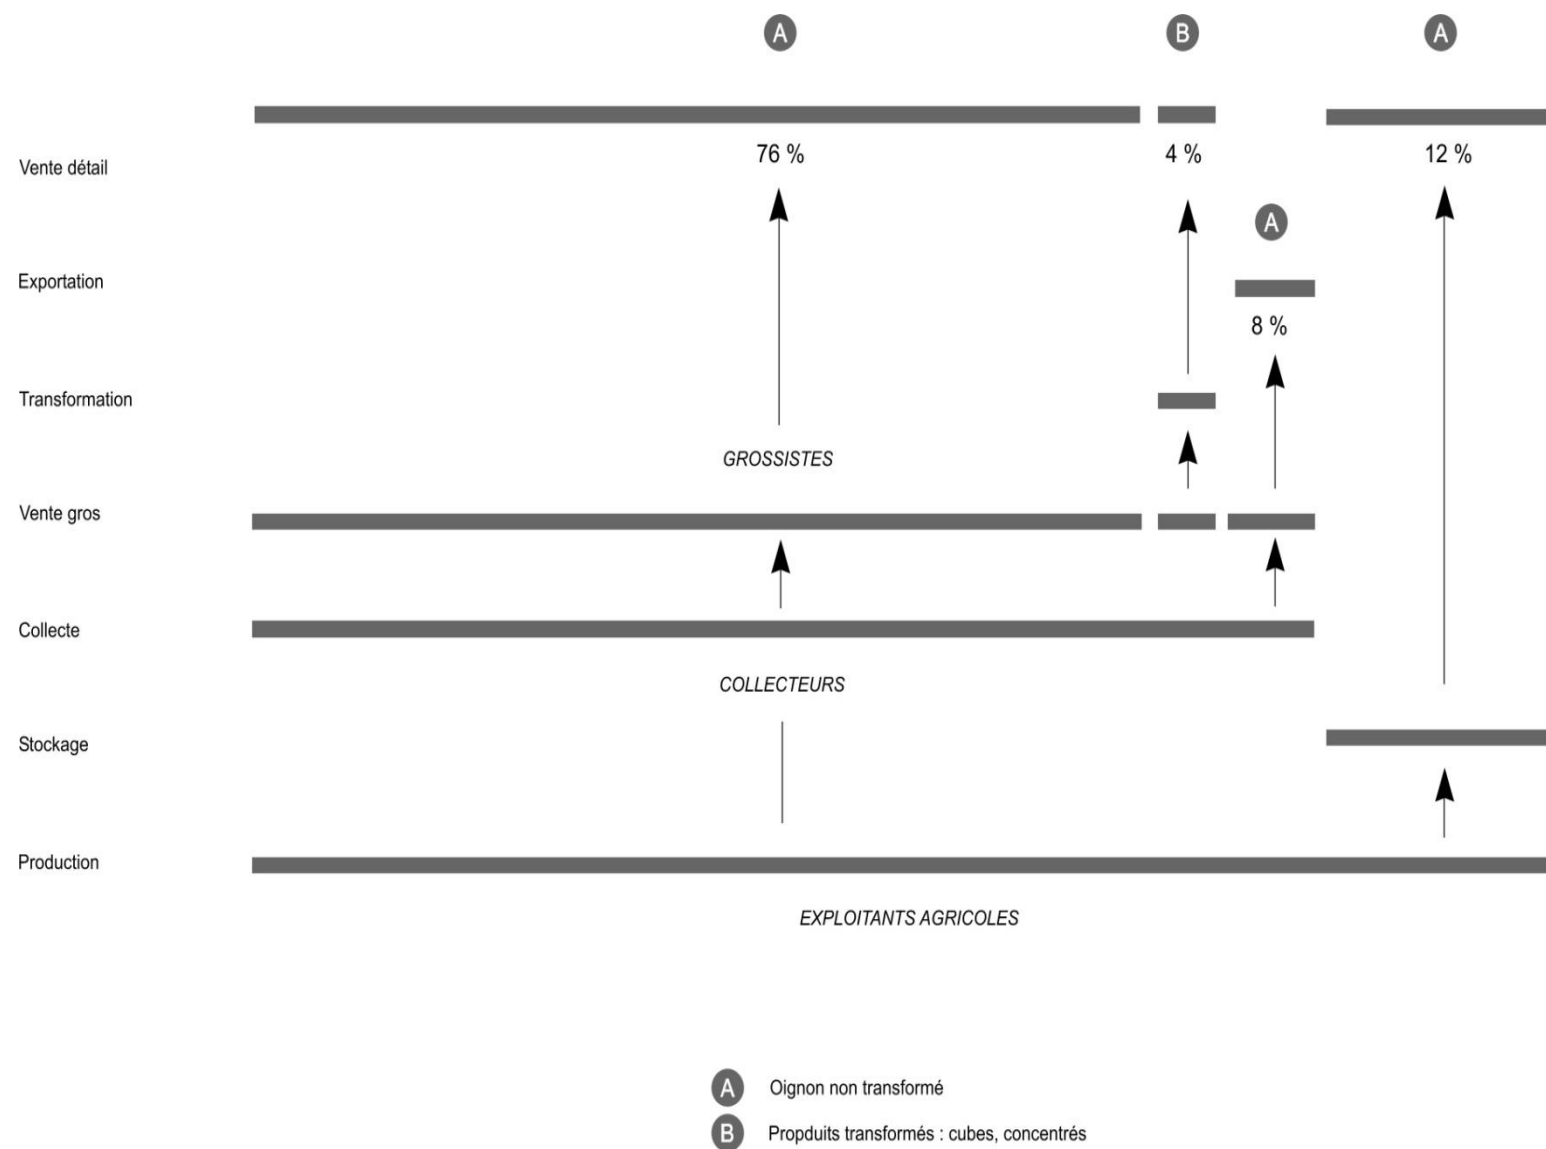 A B A
76 % 4 % 12 %
Vente détail
A
Exportation
8 %
Transformation
GROSSISTES
Vente gros
Collecte
COLLECTEURS
Stockage
Production
EXPLOITANTS AGRICOLES
A Oignon non transformé
B Propduits transformés : cubes, concentrés